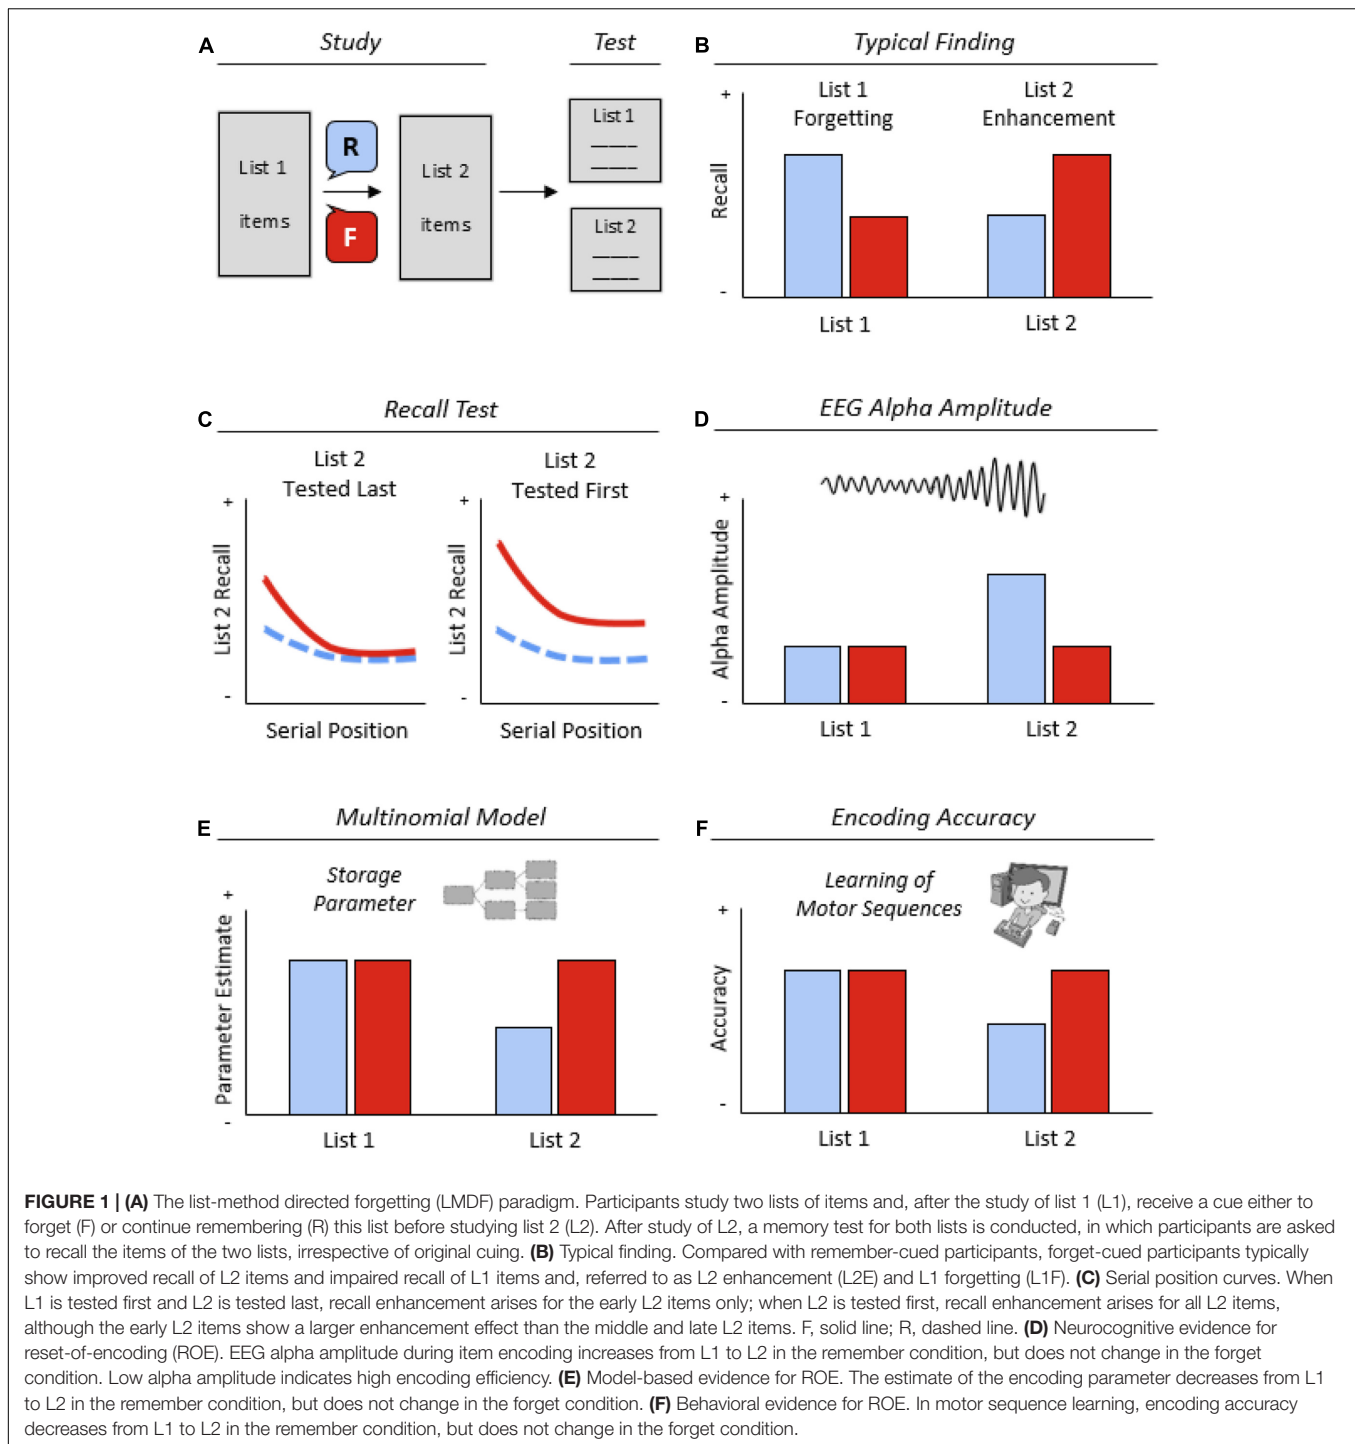 A
Study
Test
List 1
items
R
F
List 2
items
List 1
List 2
B
Typical Finding
List 1
Forgetting
List 2
Enhancement
+
Recall
-
List 1
List 2
C
Recall Test
List 2
Tested Last
+
List 2 Recall
-
Serial Position
List 2
Tested First
+
List 2 Recall
-
Serial Position
D
EEG Alpha Amplitude
+
Alpha Amplitude
-
List 1
List 2
E
Multinomial Model
Storage
Parameter
+
Parameter Estimate
-
List 1
List 2
F
Encoding Accuracy
Learning of
Motor Sequences
+
Accuracy
-
List 1
List 2
FIGURE 1 | (A) The list-method directed forgetting (LMDF) paradigm. Participants study two lists of items and, after the study of list 1 (L1), receive a cue either to
forget (F) or continue remembering (R) this list before studying list 2 (L2). After study of L2, a memory test for both lists is conducted, in which participants are asked
to recall the items of the two lists, irrespective of original cuing. (B) Typical finding. Compared with remember-cued participants, forget-cued participants typically
show improved recall of L2 items and impaired recall of L1 items and, referred to as L2 enhancement (L2E) and L1 forgetting (L1F). (C) Serial position curves. When
L1 is tested first and L2 is tested last, recall enhancement arises for the early L2 items only; when L2 is tested first, recall enhancement arises for all L2 items,
although the early L2 items show a larger enhancement effect than the middle and late L2 items. F, solid line; R, dashed line. (D) Neurocognitive evidence for
reset-of-encoding (ROE). EEG alpha amplitude during item encoding increases from L1 to L2 in the remember condition, but does not change in the forget
condition. Low alpha amplitude indicates high encoding efficiency. (E) Model-based evidence for ROE. The estimate of the encoding parameter decreases from L1
to L2 in the remember condition, but does not change in the forget condition. (F) Behavioral evidence for ROE. In motor sequence learning, encoding accuracy
decreases from L1 to L2 in the remember condition, but does not change in the forget condition.